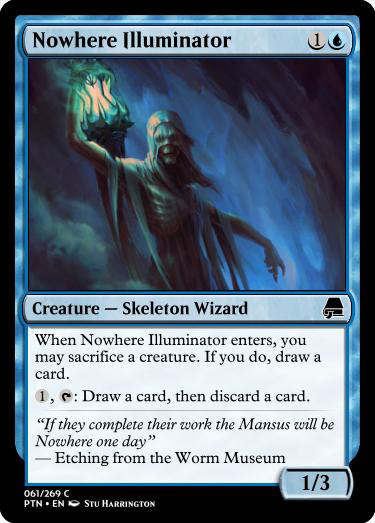 Nowhere Illuminator 1
Creature — Skeleton Wizard
When Nowhere Illuminator enters, you
may sacrifice a creature. If you do, draw a
card.
1, : Draw a card, then discard a card.
“If they complete their work the Mansus will be
Nowhere one day”
— Etching from the Worm Museum
1/3
061/269 C
PTN • EN Stu Harrington